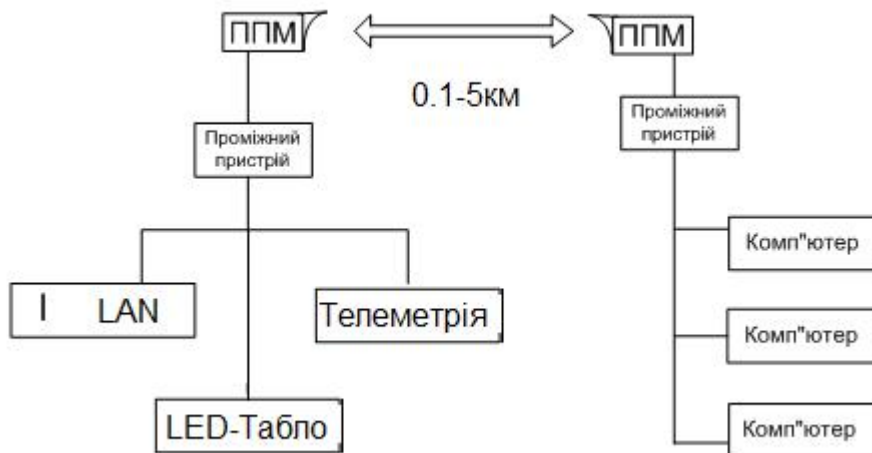 ППМ
ППМ
0.1-5км
Проміжний
пристрій
Проміжний
пристрій
Комп"ютер
I LAN
Телеметрія
Комп"ютер
LED-Табло
Комп"ютер